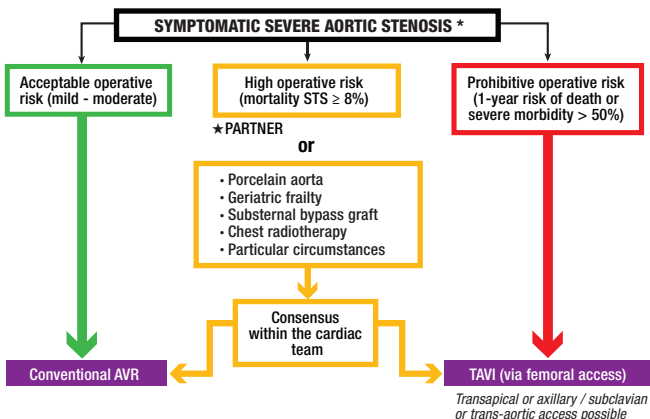 SYMPTOMATIC SEVERE AORTIC STENOSIS *
Acceptable operative
risk (mild - moderate)
High operative risk
(mortality STS ≥ 8%)
★PARTNER
or
• Porcelain aorta
• Geriatric frailty
• Substernal bypass graft
• Chest radiotherapy
• Particular circumstances
Prohibitive operative risk
(1-year risk of death or
severe morbidity > 50%)
Consensus
within the cardiac
team
Conventional AVR
TAVI (via femoral access)
Transapical or axillary / subclavian
or trans-aortic access possible